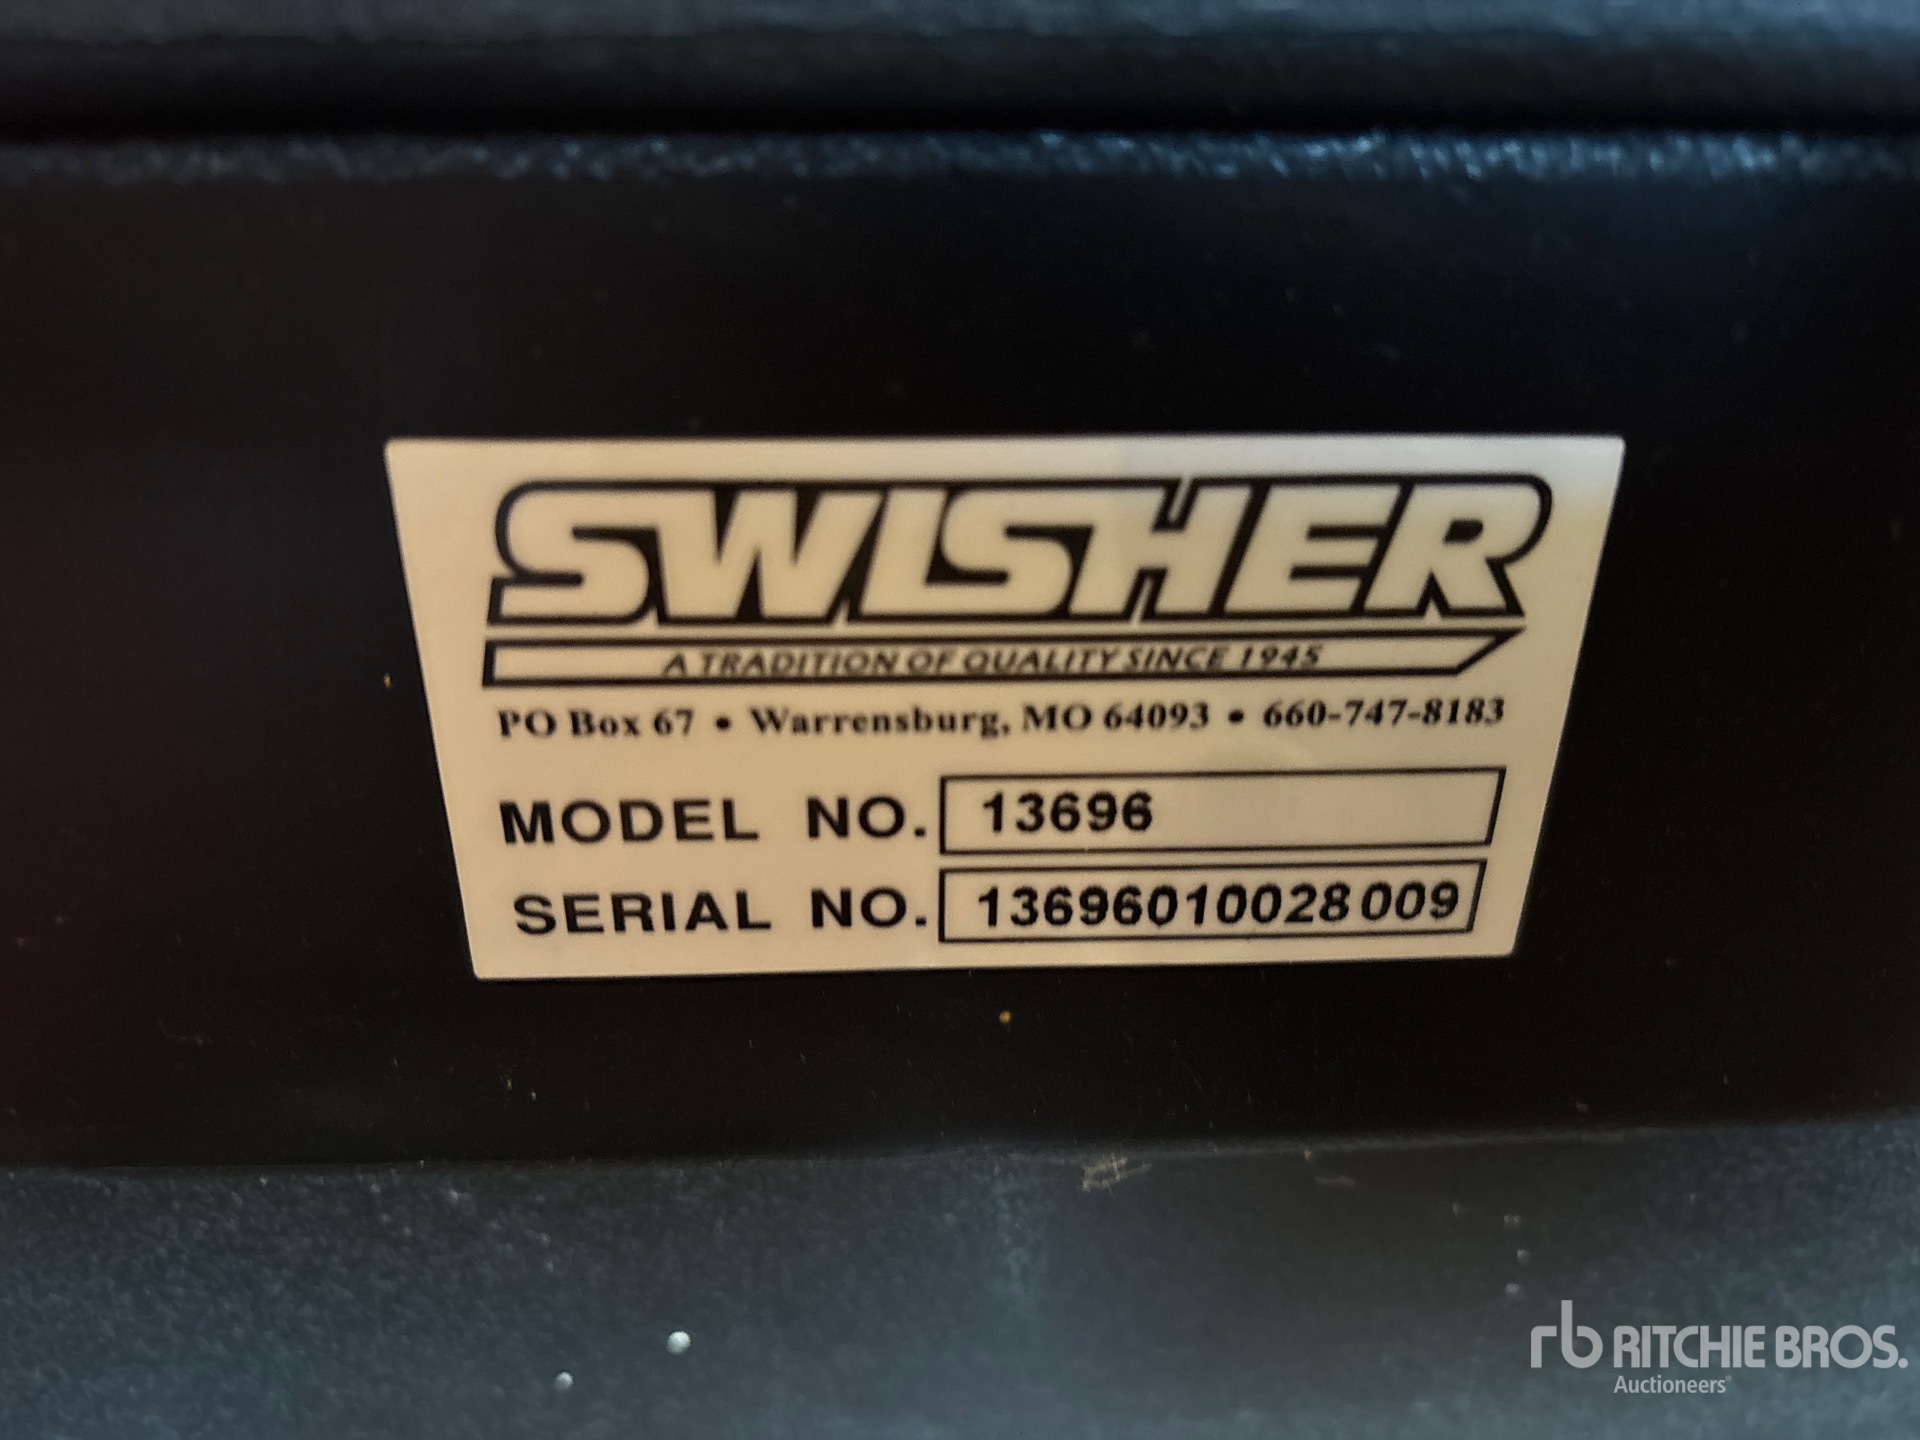 SWISHER
A TRADITION OF QUALITY SINCE 1945
PO Box 67 • Warrensburg, MO 64093 • 660-747-8183
MODEL NO. 13696
SERIAL NO. 13696010028009
rb RITCHIE BROS.
Auctioneers®